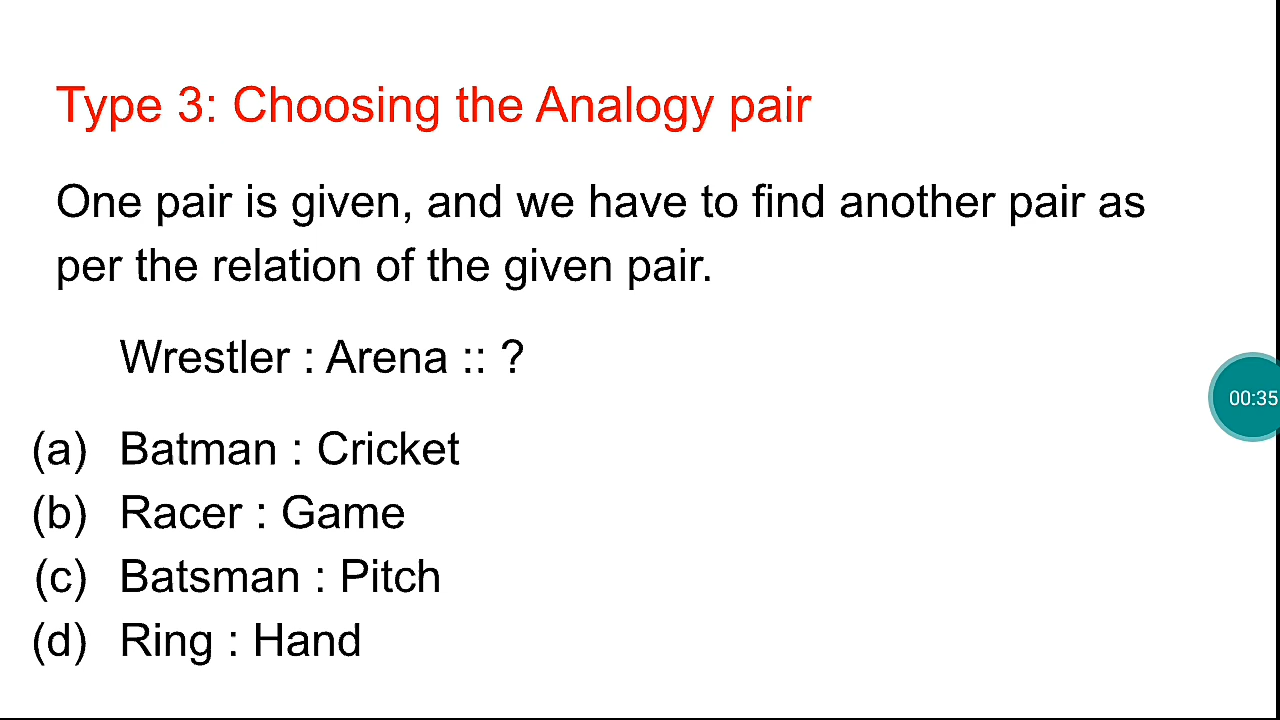 Type 3: Choosing the Analogy pair
One pair is given, and we have to find another pair as
per the relation of the given pair.
Wrestler : Arena :: ?
(a) Batman : Cricket
(b) Racer : Game
(c) Batsman : Pitch
(d) Ring : Hand
00:35